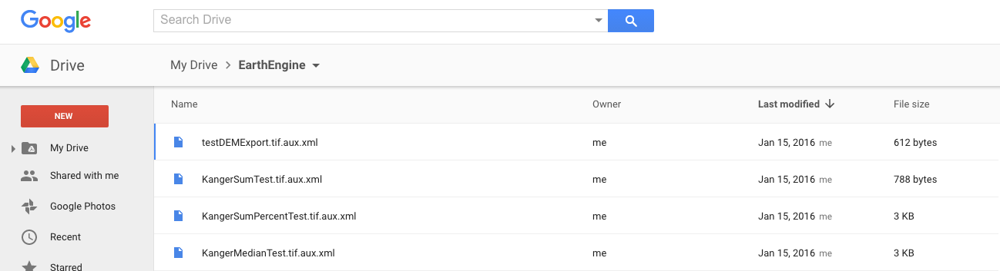 Google Search Drive
Drive My Drive > EarthEngine
Name Owner Last modified File size
NEW
testDEMExport.tif.aux.xml me Jan 15, 2016 me 612 bytes
My Drive
Shared with me
KangerSumTest.tif.aux.xml me Jan 15, 2016 me 788 bytes
Google Photos
KangerSumPercentTest.tif.aux.xml me Jan 15, 2016 me 3 KB
Recent
KangerMedianTest.tif.aux.xml me Jan 15, 2016 me 3 KB
Starred